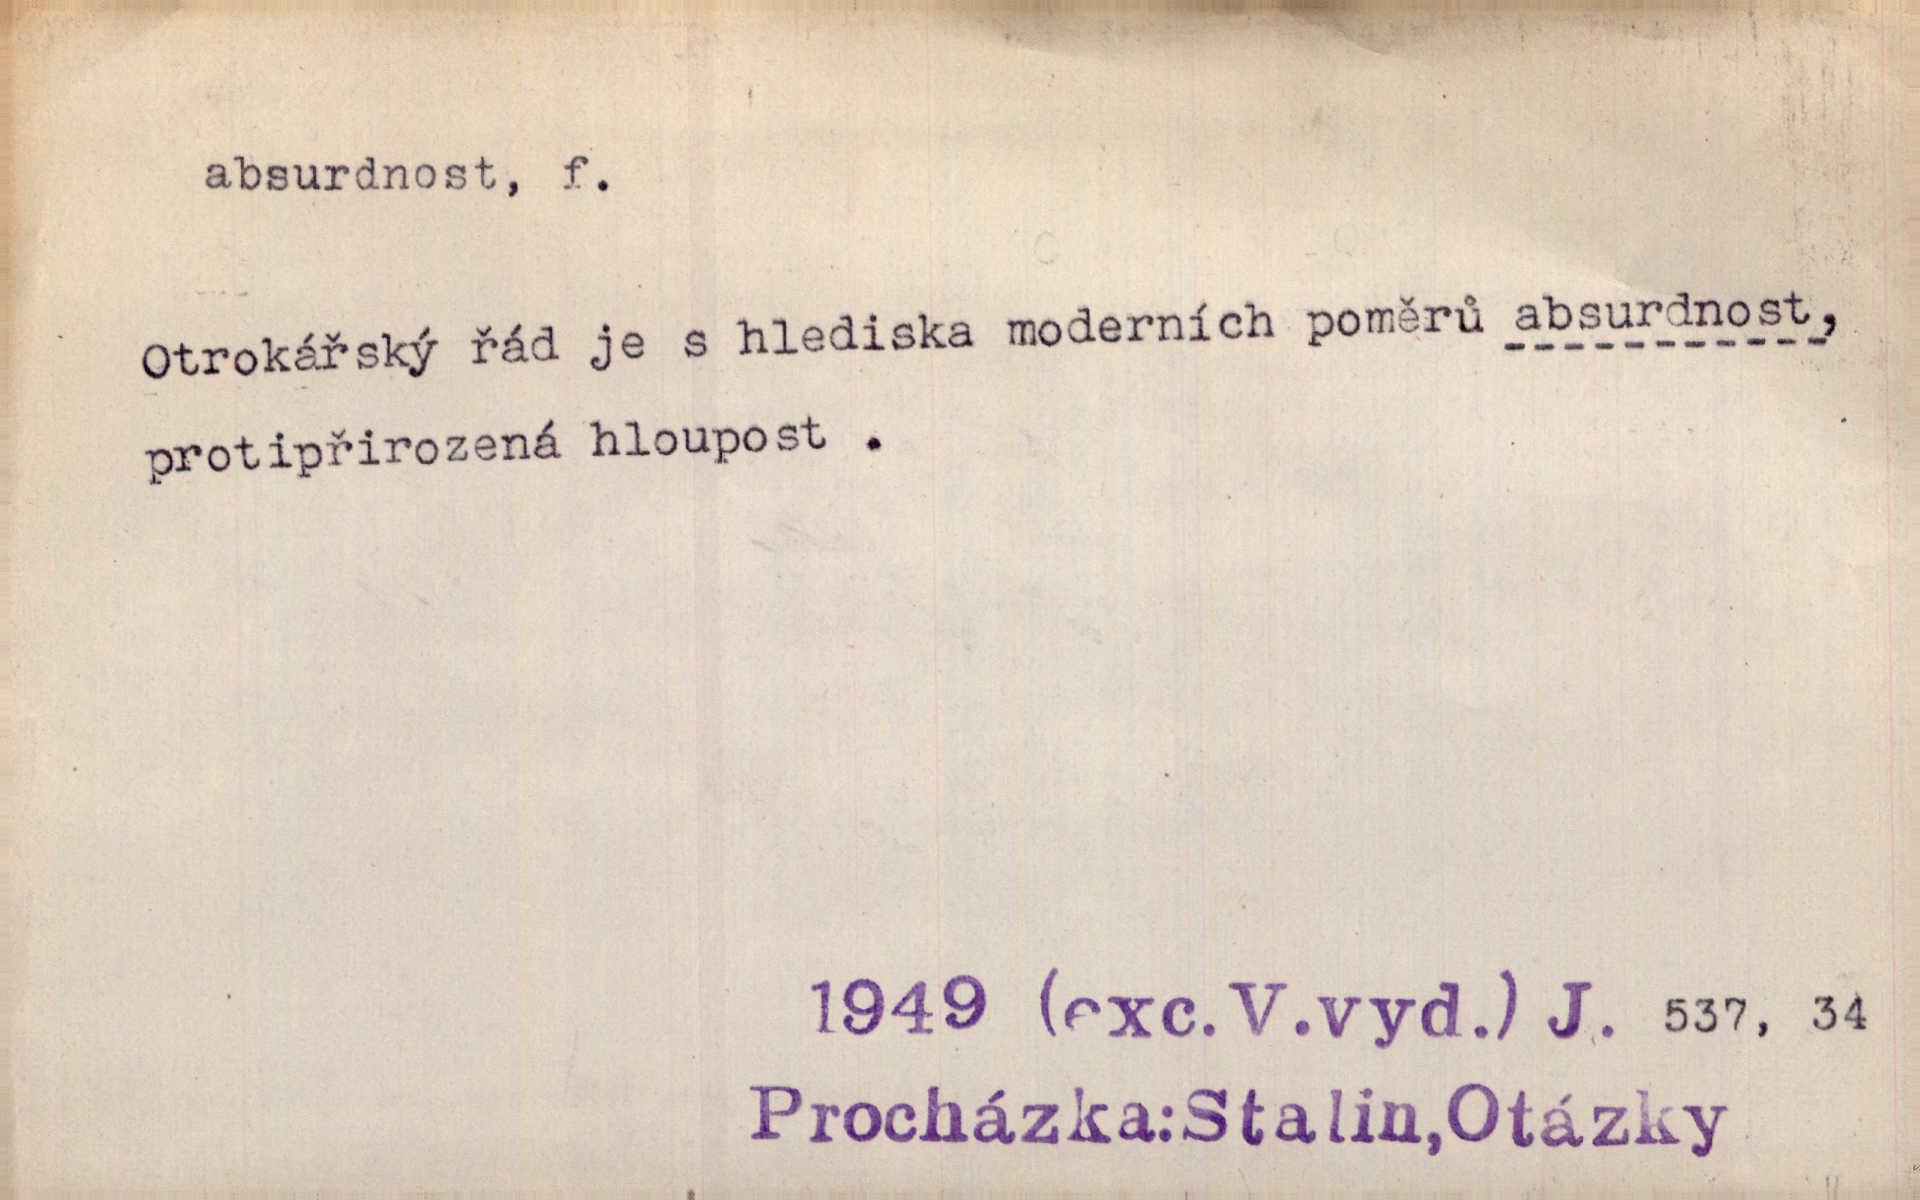 absurdnost, f.
Otrokářský řád je s hlediska moderních poměrů absurdnost,
protipřirozená hloupost .
1949 (exc.V.vyd.) J. 537, 34
Procházka:Stalin,Otázky